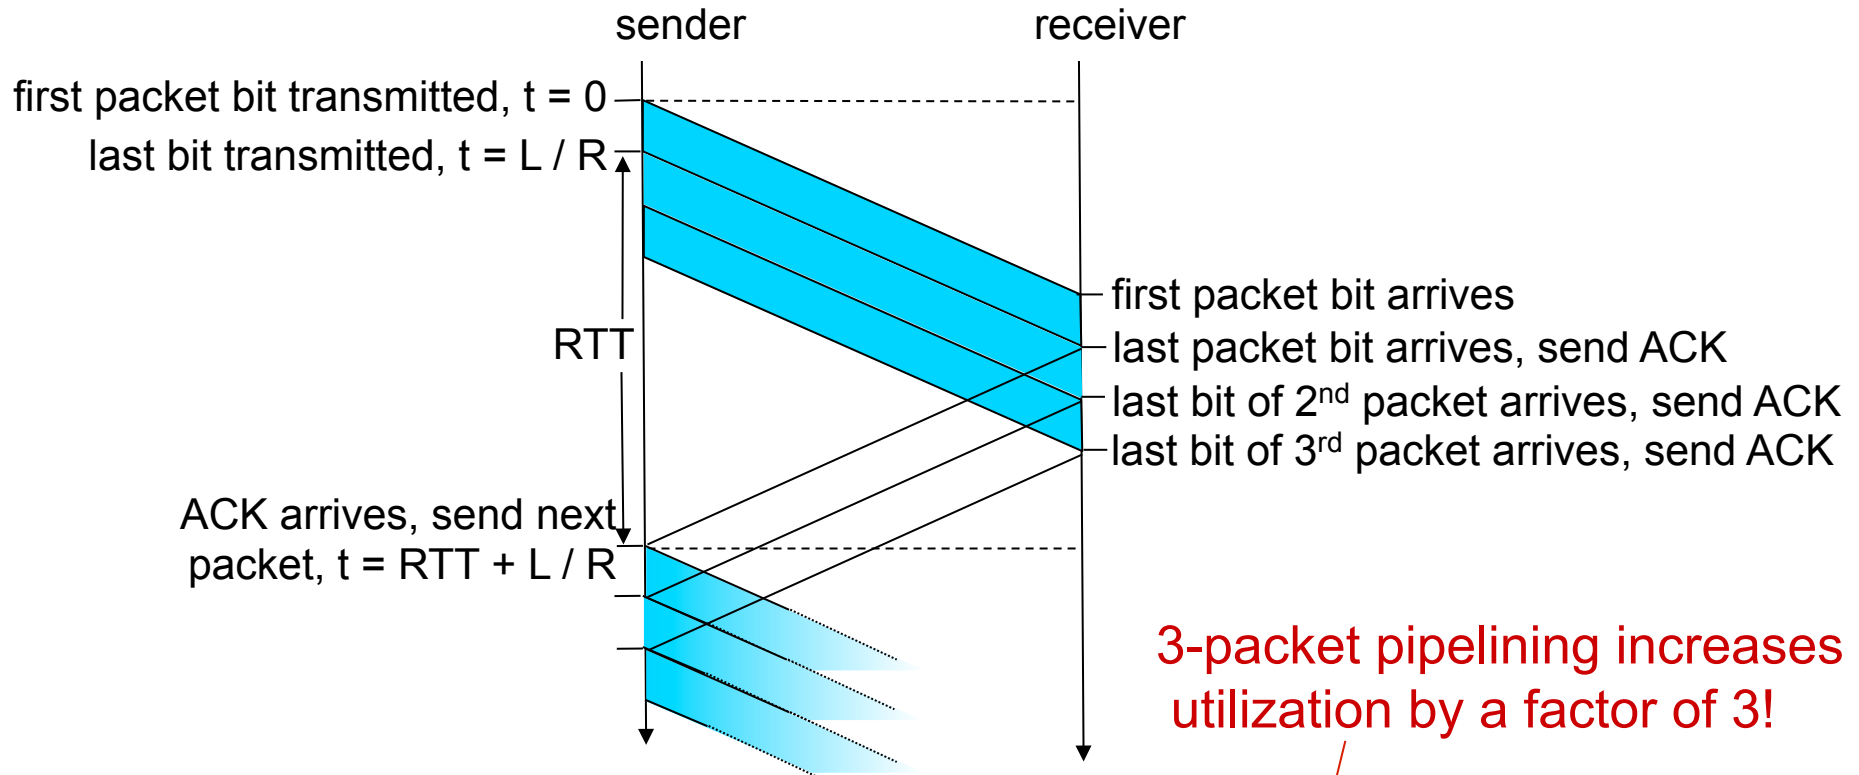 sender
receiver
first packet bit transmitted, t = 0
last bit transmitted, t = L / R
RTT
first packet bit arrives
last packet bit arrives, send ACK
last bit of 2nd packet arrives, send ACK
last bit of 3rd packet arrives, send ACK
ACK arrives, send next
packet, t = RTT + L / R
3-packet pipelining increases
utilization by a factor of 3!